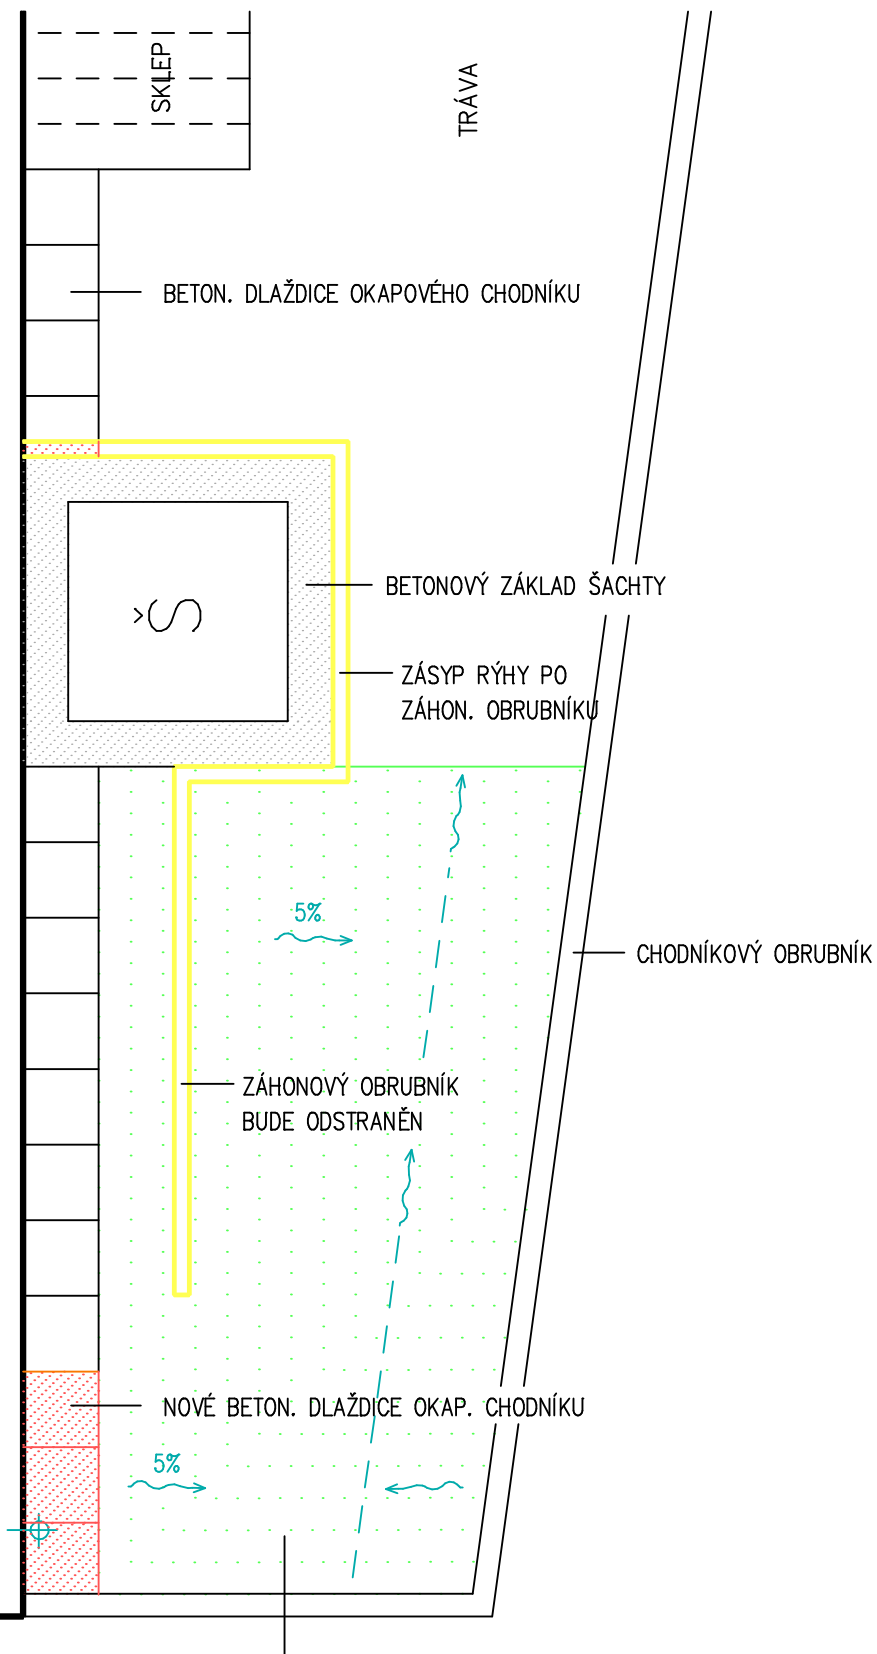 SKLEP
TRÁVA
BETON. DLAŽDICE OKAPOVÉHO CHODNÍKU
BETONOVÝ ZÁKLAD ŠACHTY
Š
ZÁSYP RÝHY PO
ZÁHON. OBRUBNÍKU
5%
CHODNÍKOVÝ OBRUBNÍK
ZÁHONOVÝ OBRUBNÍK
BUDE ODSTRANĚN
NOVÉ BETON. DLAŽDICE OKAP. CHODNÍKU
5%